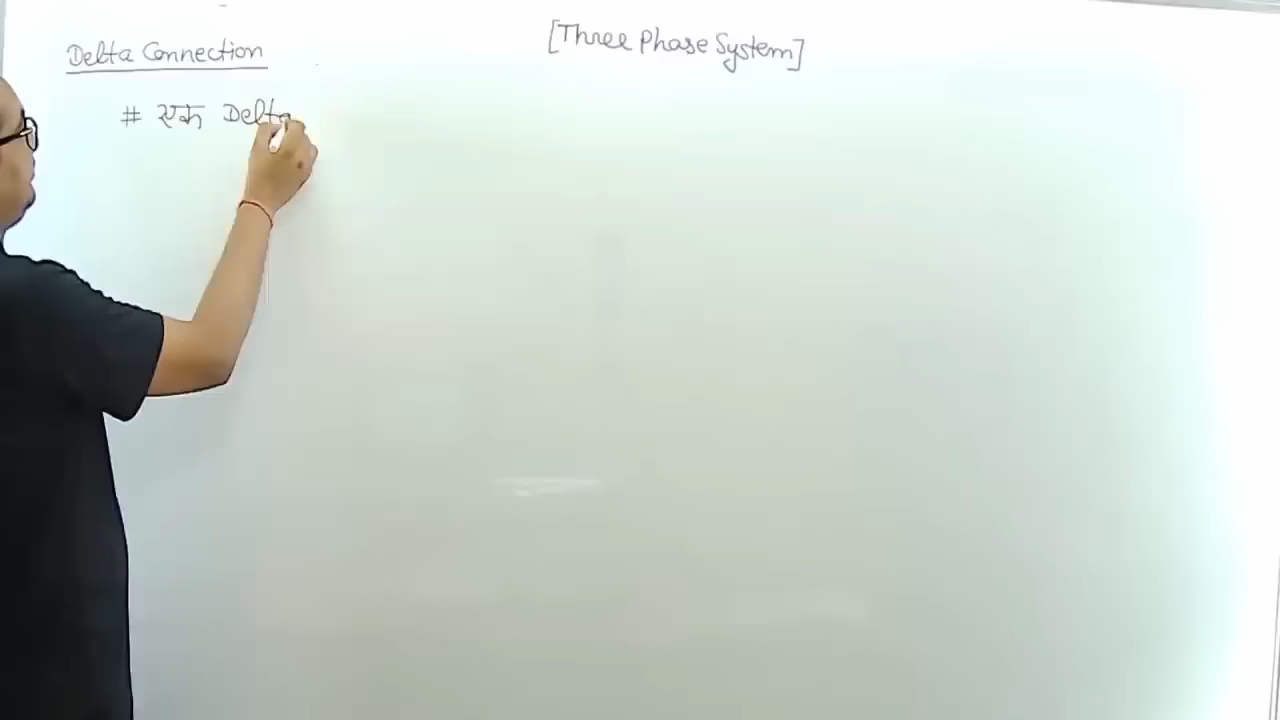 [Three Phase System]
Delta Connection
# एक Delta